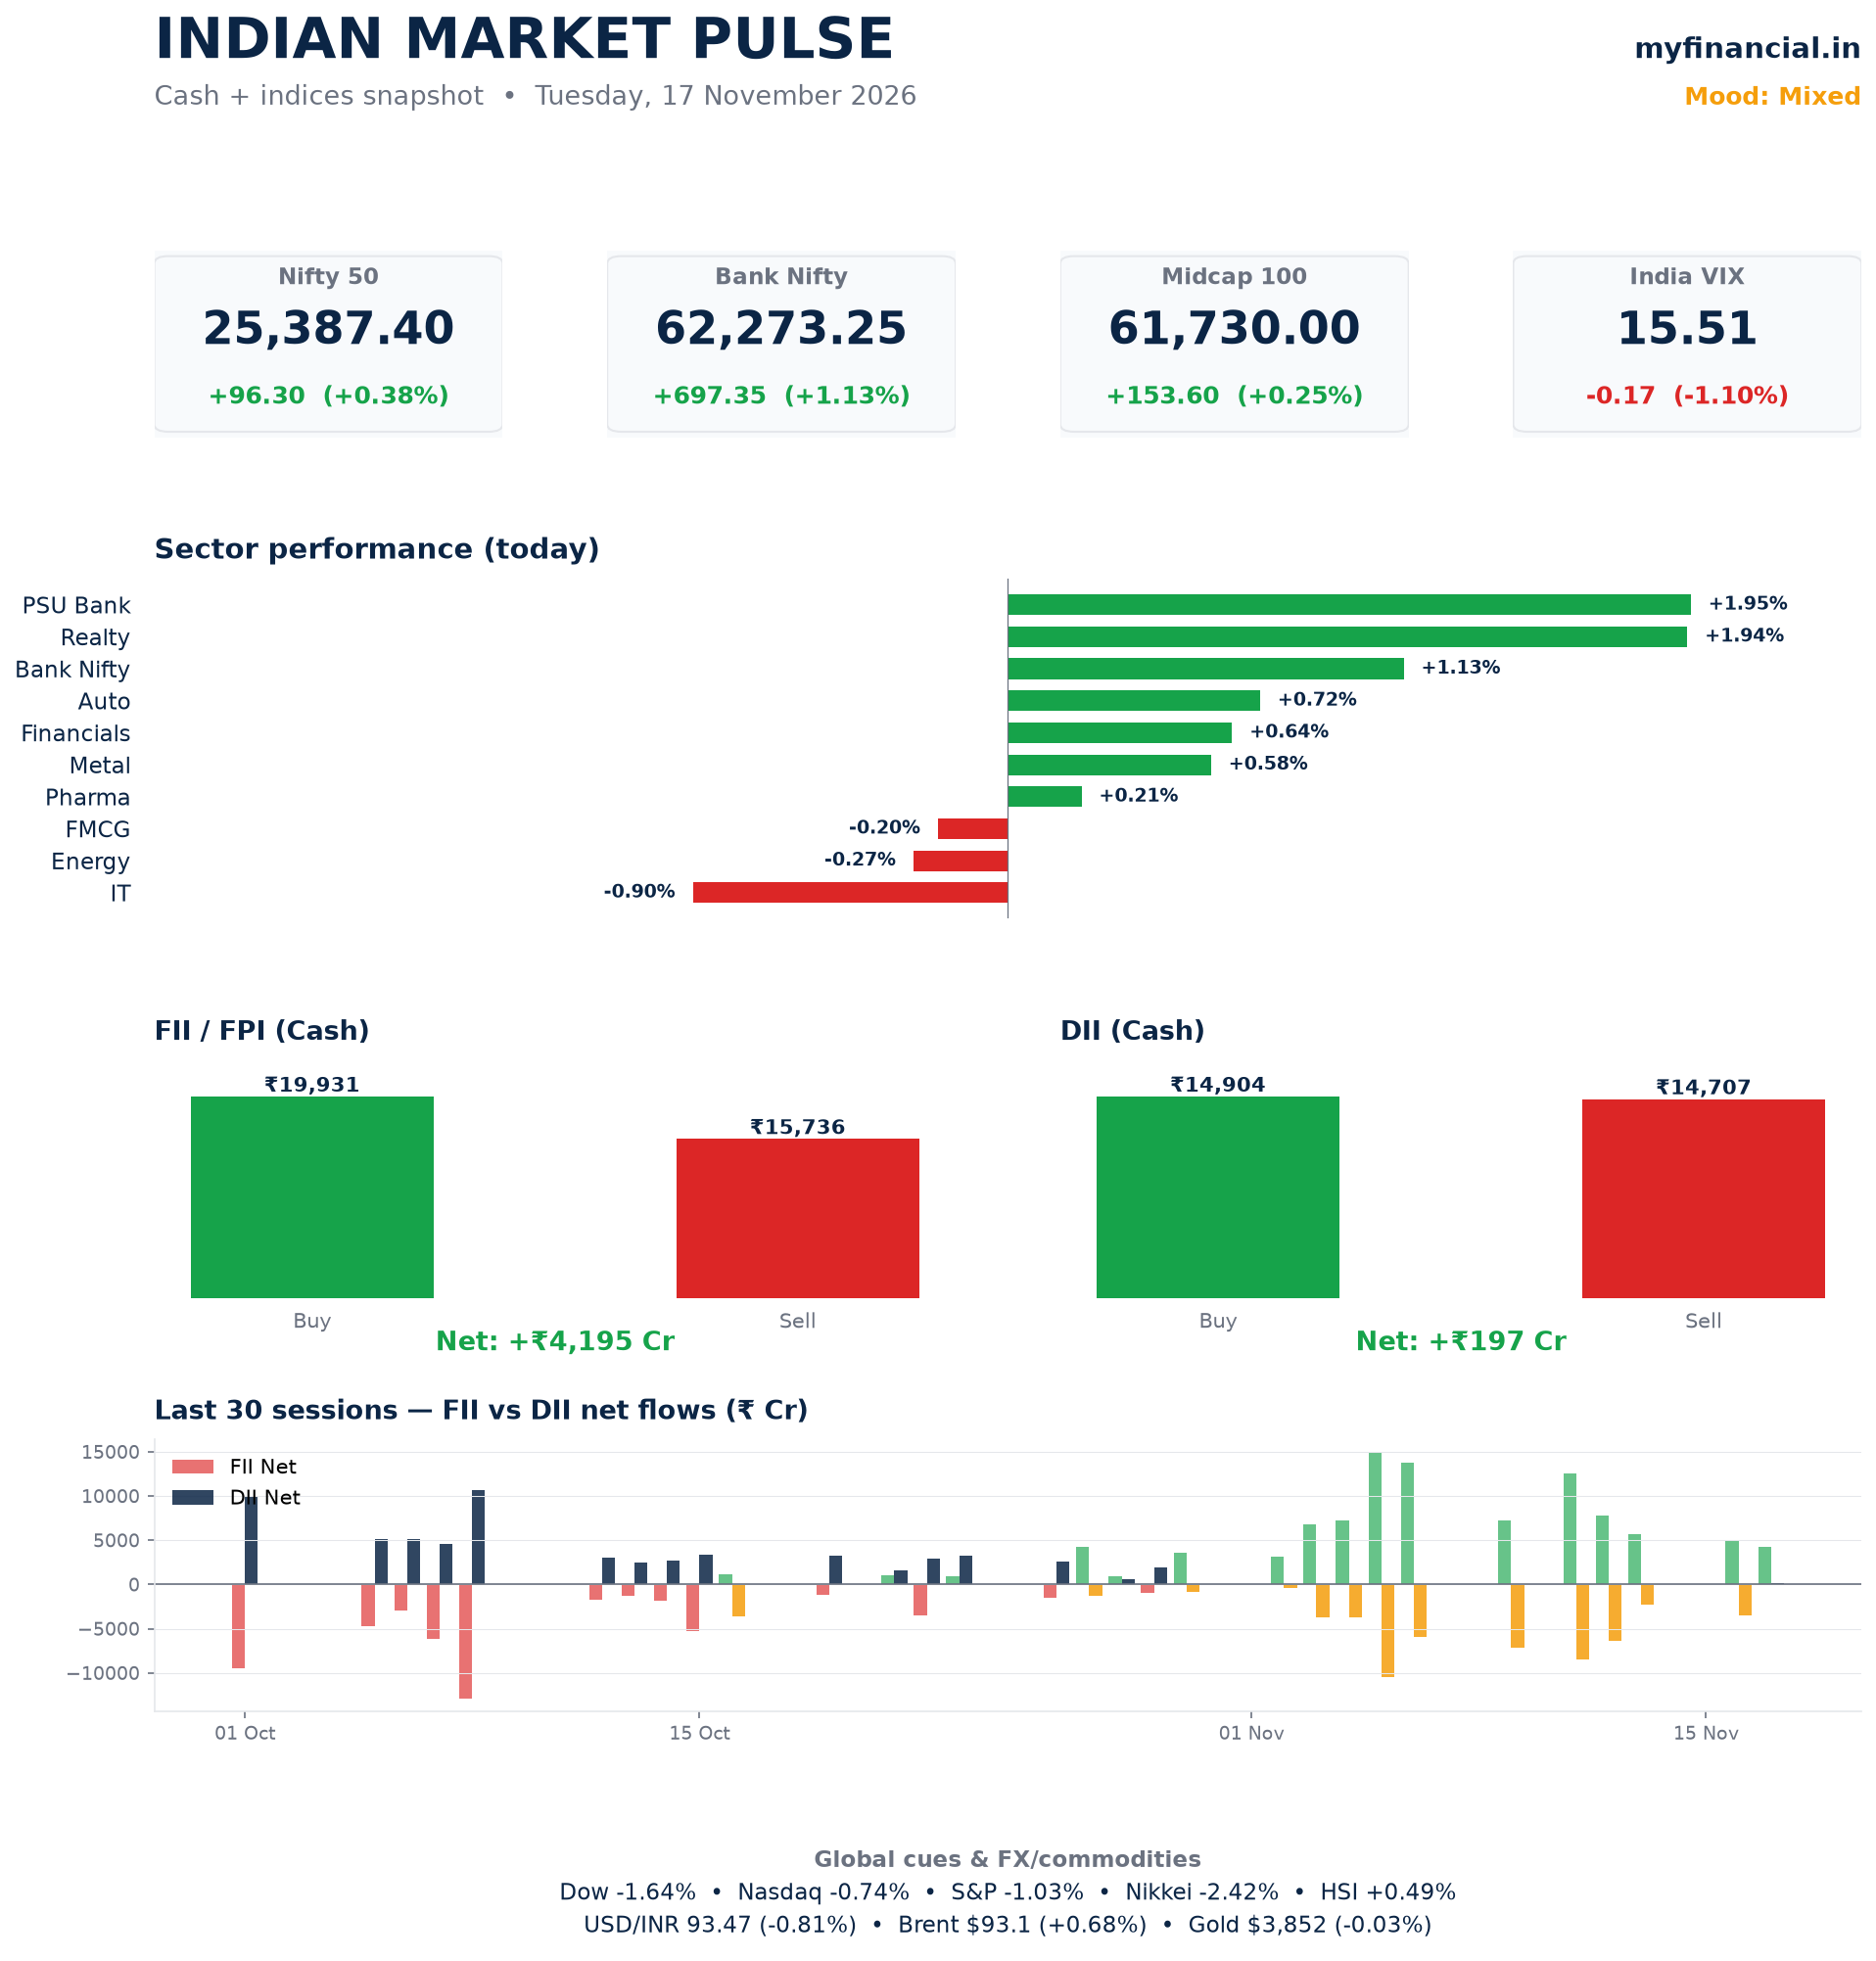 INDIAN MARKET PULSE
myfinancial.in
Cash + indices snapshot • Tuesday, 17 November 2026
Mood: Mixed
Nifty 50
25,387.40
+96.30 (+0.38%)
Bank Nifty
62,273.25
+697.35 (+1.13%)
Midcap 100
61,730.00
+153.60 (+0.25%)
India VIX
15.51
-0.17 (-1.10%)
Sector performance (today)
PSU Bank +1.95%
Realty +1.94%
Bank Nifty +1.13%
Auto +0.72%
Financials +0.64%
Metal +0.58%
Pharma +0.21%
FMCG -0.20%
Energy -0.27%
IT -0.90%
FII / FPI (Cash)
₹19,931
₹15,736
Buy
Sell
Net: +₹4,195 Cr
DII (Cash)
₹14,904
₹14,707
Buy
Sell
Net: +₹197 Cr
Last 30 sessions — FII vs DII net flows (₹ Cr)
FII Net
DII Net
15000
10000
5000
0
−5000
−10000
01 Oct
15 Oct
01 Nov
15 Nov
Global cues & FX/commodities
Dow -1.64% • Nasdaq -0.74% • S&P -1.03% • Nikkei -2.42% • HSI +0.49%
USD/INR 93.47 (-0.81%) • Brent $93.1 (+0.68%) • Gold $3,852 (-0.03%)